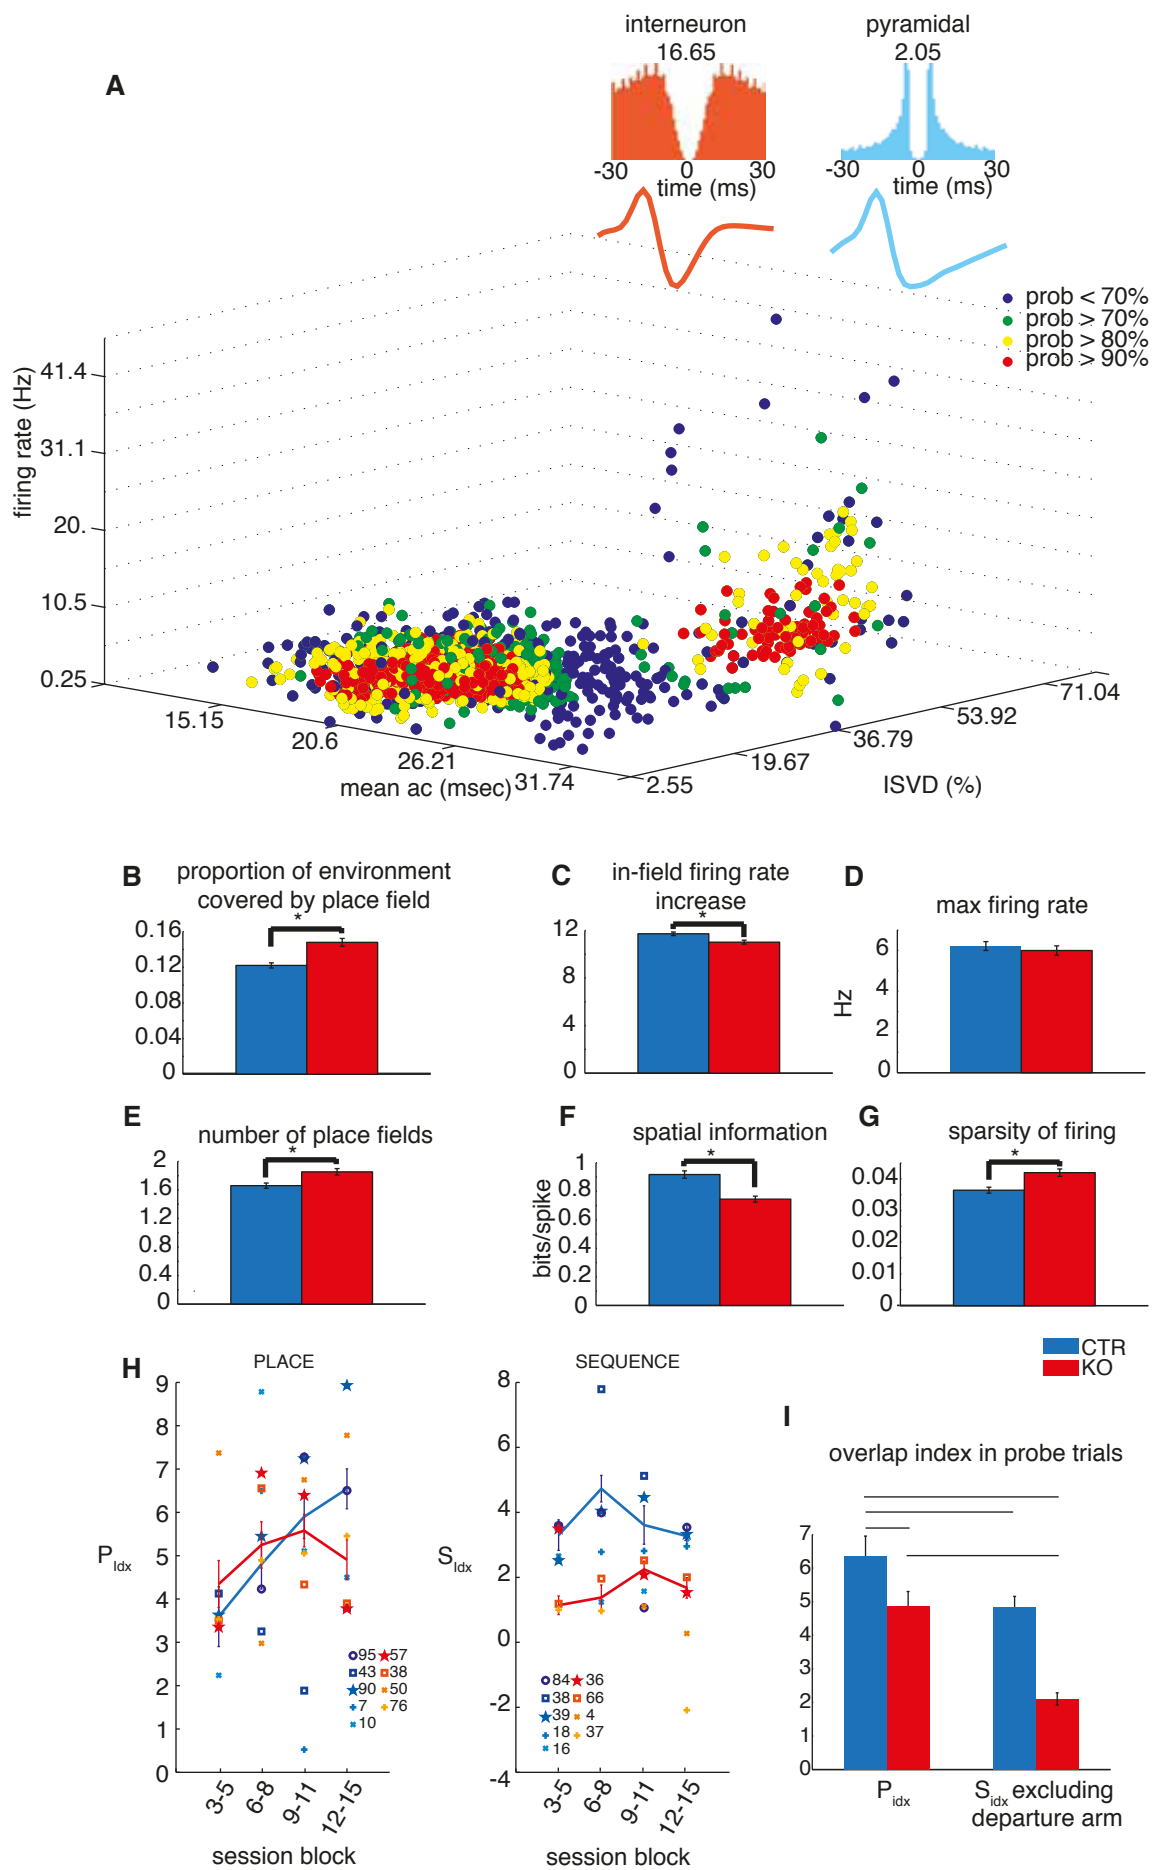 interneuron pyramidal
16.65 2.05
A
-30 0 30 -30 0 30
time (ms) time (ms)
prob < 70%
prob > 70%
prob > 80%
prob > 90%
firing rate (Hz)
41.4
31.1
20.
10.5
0.25
15.15
20.6
26.21
31.74
mean ac (msec)
2.55
19.67
36.79
53.92
71.04
ISVD (%)
B
proportion of environment
covered by place field
*
0.16
0.12
0.08
0.04
0
C
in-field firing rate
increase
*
12
8
4
0
D
max firing rate
Hz
6
4
2
0
E
number of place fields
*
2
1.6
1.2
0.8
0.4
0
F
spatial information
*
bits/spike
1
0.8
0.6
0.4
0.2
0
G
sparsity of firing
*
0.04
0.03
0.02
0.01
0
CTR
KO
H
PLACE
P Idx
9
8
7
6
5
4
3
2
1
0
95 57
43 38
90 50
7 76
10
3-5 6-8 9-11 12-15
session block
SEQUENCE
S Idx
8
6
4
2
0
-2
-4
84 36
38 66
39 4
18 37
16
3-5 6-8 9-11 12-15
session block
I
overlap index in probe trials
7
6
5
4
3
2
1
0
P idx
S idx excluding
departure arm